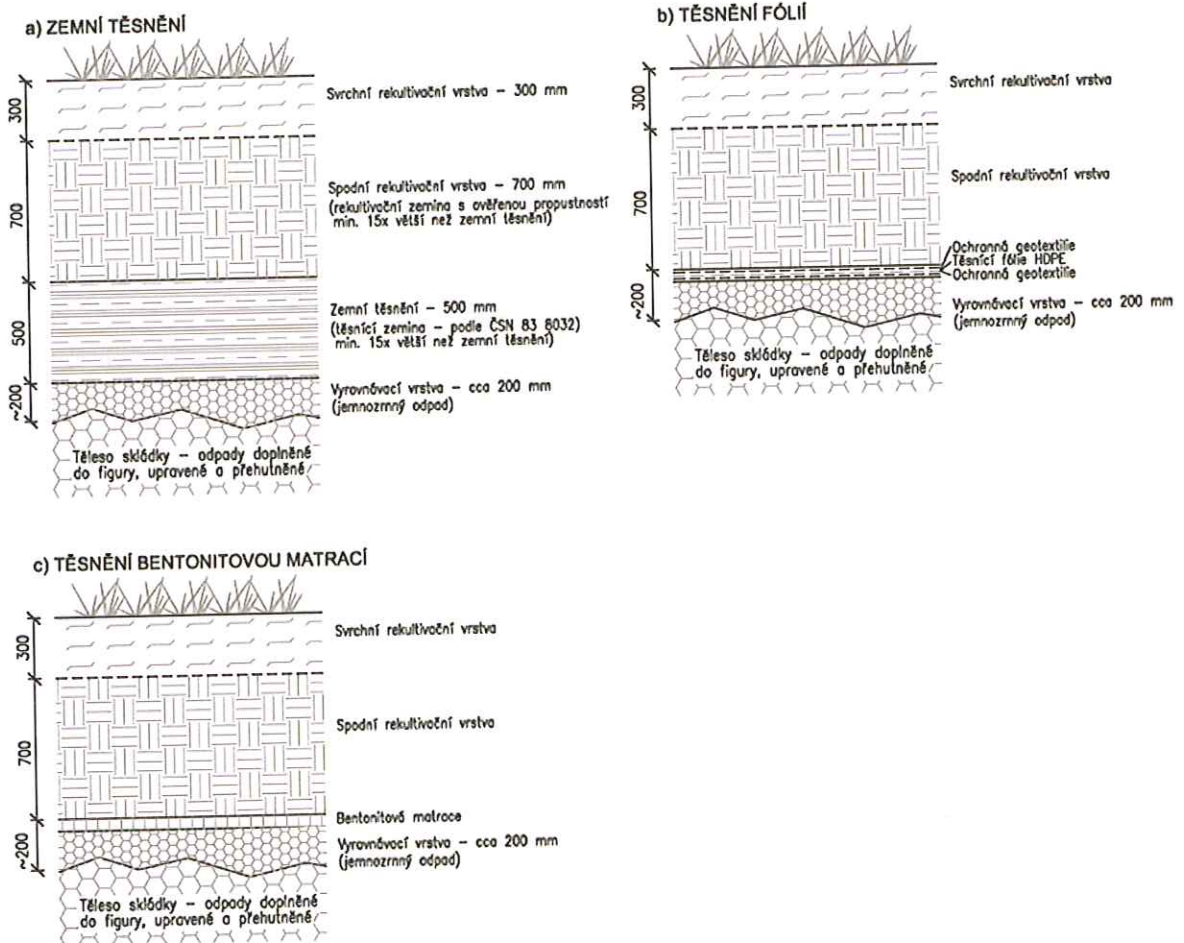 a) ZEMNÍ TĚSNĚNÍ
300
Svrchní rekultivační vrstva – 300 mm
700
Spodní rekultivační vrstva – 700 mm
(rekultivační zemina s ověřenou propustností
min. 15x větší než zemní těsnění)
500
Zemní těsnění – 500 mm
(těsnící zemina – podle ČSN 83 8032)
min. 15x větší než zemní těsnění)
~200
Vyrovnávací vrstva – cca 200 mm
(jemnozrnný odpad)
Těleso skládky – odpady doplněné
do figury, upravené a přehutněné
b) TĚSNĚNÍ FÓLIÍ
300
Svrchní rekultivační vrstva
700
Spodní rekultivační vrstva
Ochranná geotextilie
Těsnící fólie HDPE
Ochranná geotextilie
~200
Vyrovnávací vrstva – cca 200 mm
(jemnozrnný odpad)
Těleso skládky – odpady doplněné
do figury, upravené a přehutněné
c) TĚSNĚNÍ BENTONITOVOU MATRACÍ
300
Svrchní rekultivační vrstva
700
Spodní rekultivační vrstva
Bentonitová matrace
~200
Vyrovnávací vrstva – cca 200 mm
(jemnozrnný odpad)
Těleso skládky – odpady doplněné
do figury, upravené a přehutněné